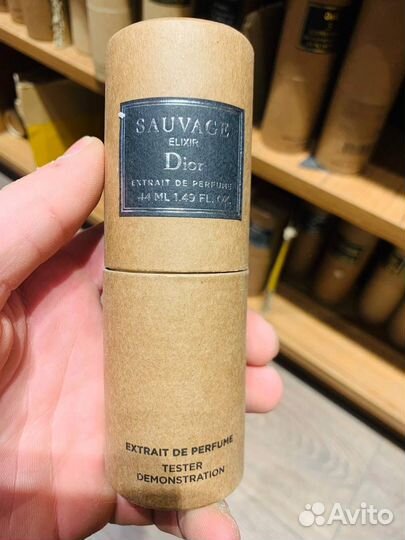 SAUVAGE
ELIXIR
Dior
EXTRAIT DE PERFUME
44 ML 1.49 FL. OZ.
EXTRAIT DE PERFUME
TESTER
DEMONSTRATION
Avito